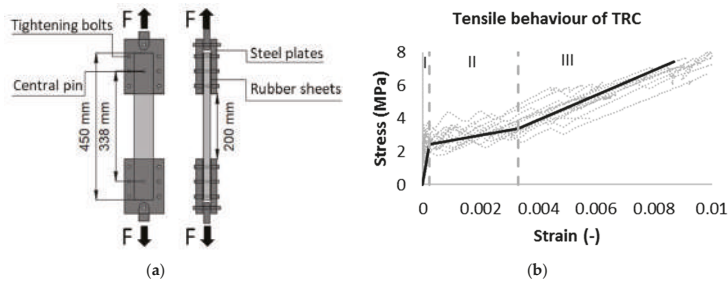 F
F
Tightening bolts
Steel plates
Central pin
Rubber sheets
450 mm
338 mm
200 mm
F
F
(a)
Tensile behaviour of TRC
I
II
III
8
6
4
2
0
Stress (MPa)
0
0.002
0.004
0.006
0.008
0.01
Strain (-)
(b)